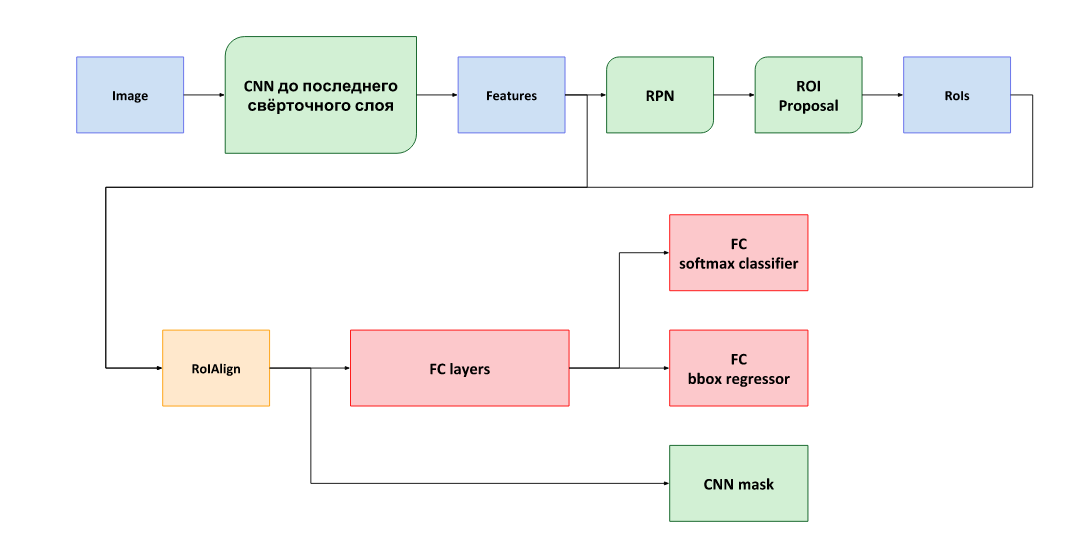 Image
CNN до последнего
свёрточного слоя
Features
RPN
ROI
Proposal
RoIs
FC
softmax classifier
RoIAlign
FC layers
FC
bbox regressor
CNN mask